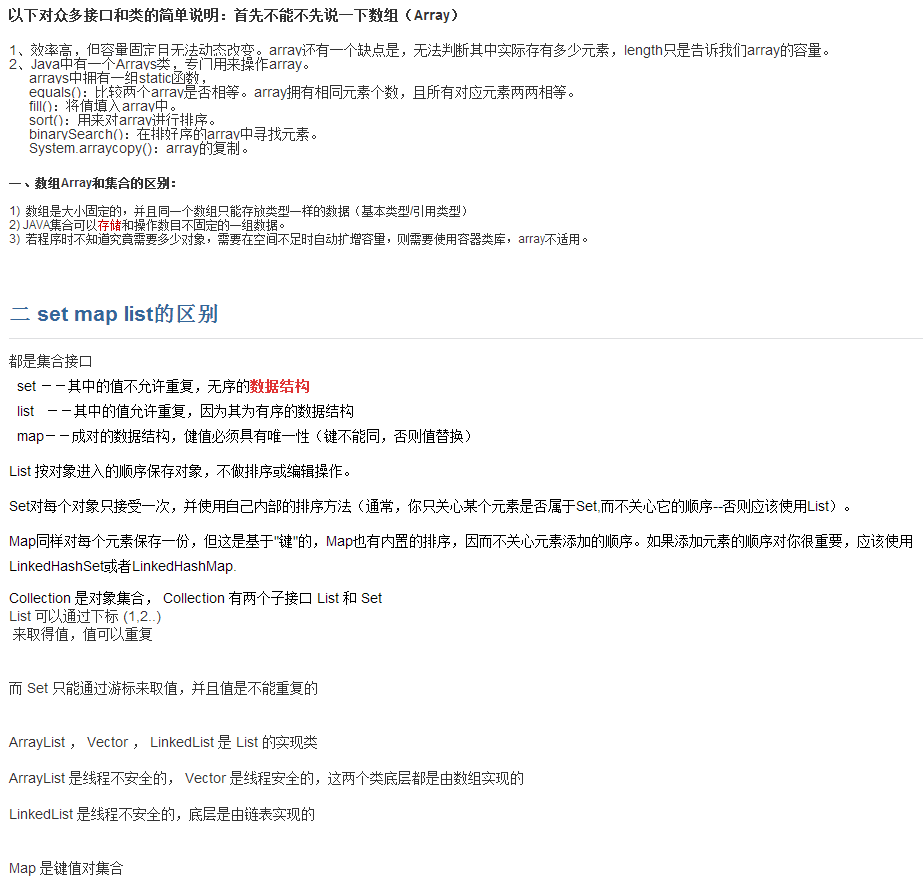 以下对众多接口和类的简单说明：首先不能不先说一下数组（Array）
1、效率高，但容量固定且无法动态改变。array还有一个缺点是，无法判断其中实际存有多少元素，length只是告诉我们array的容量。
2、Java中有一个Arrays类，专门用来操作array。
arrays中拥有一组static函数，
equals()：比较两个array是否相等。array拥有相同元素个数，且所有对应元素两两相等。
fill()：将值填入array中。
sort()：用来对array进行排序。
binarySearch()：在排好序的array中寻找元素。
System.arraycopy()：array的复制。
一、数组Array和集合的区别：
1) 数组是大小固定的，并且同一个数组只能存放类型一样的数据（基本类型/引用类型）
2) JAVA集合可以存储和操作数目不固定的一组数据。
3) 若程序时不知道究竟需要多少对象，需要在空间不足时自动扩增容量，则需要使用容器类库，array不适用。
二 set map list的区别
都是集合接口
set －－其中的值不允许重复，无序的数据结构
list －－其中的值允许重复，因为其为有序的数据结构
map－－成对的数据结构，健值必须具有唯一性（键不能同，否则值替换）
List 按对象进入的顺序保存对象，不做排序或编辑操作。
Set对每个对象只接受一次，并使用自己内部的排序方法（通常，你只关心某个元素是否属于Set,而不关心它的顺序--否则应该使用List）。
Map同样对每个元素保存一份，但这是基于"键"的，Map也有内置的排序，因而不关心元素添加的顺序。如果添加元素的顺序对你很重要，应该使用
LinkedHashSet或者LinkedHashMap.
Collection 是对象集合， Collection 有两个子接口 List 和 Set
List 可以通过下标 (1,2..)
来取得值，值可以重复
而 Set 只能通过游标来取值，并且值是不能重复的
ArrayList ， Vector ， LinkedList 是 List 的实现类
ArrayList 是线程不安全的， Vector 是线程安全的，这两个类底层都是由数组实现的
LinkedList 是线程不安全的，底层是由链表实现的
Map 是键值对集合